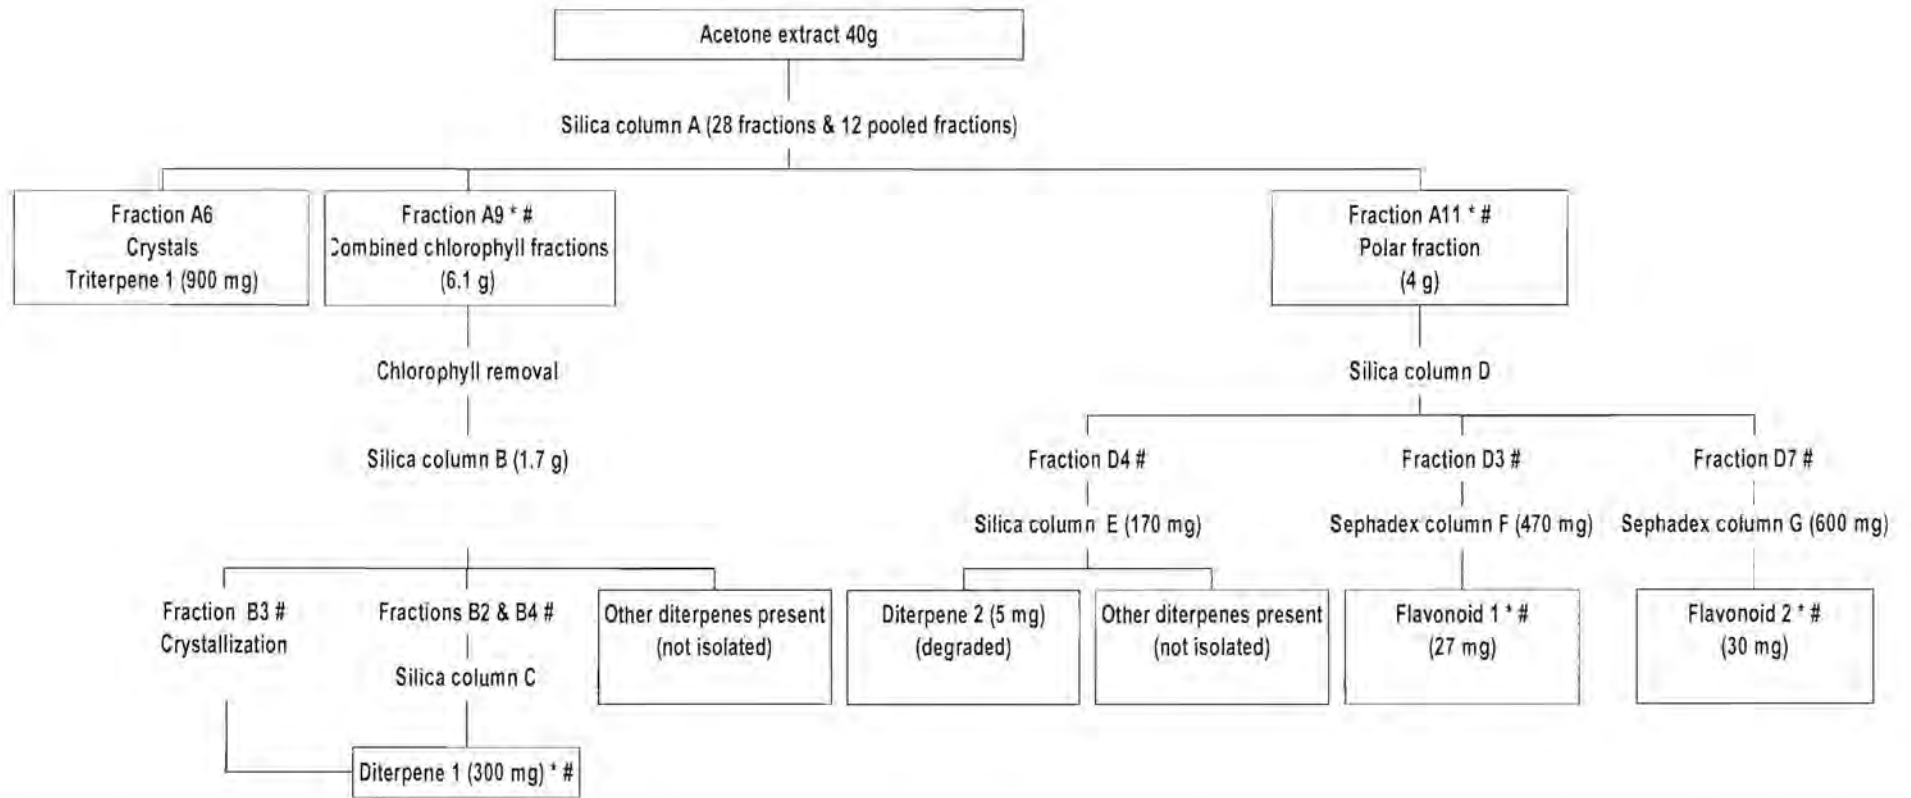 Acetone extract 40g
Silica column A (28 fractions & 12 pooled fractions)
Fraction A6
Crystals
Triterpene 1 (900 mg)
Fraction A9 * #
Combined chlorophyll fractions
(6.1 g)
Fraction A11 * #
Polar fraction
(4 g)
Chlorophyll removal
Silica column D
Silica column B (1.7 g)
Fraction D4 #
Fraction D3 #
Fraction D7 #
Silica column E (170 mg)
Sephadex column F (470 mg)
Sephadex column G (600 mg)
Fraction B3 #
Crystallization
Fractions B2 & B4 #
Silica column C
Other diterpenes present
(not isolated)
Diterpene 2 (5 mg)
(degraded)
Other diterpenes present
(not isolated)
Flavonoid 1 * #
(27 mg)
Flavonoid 2 * #
(30 mg)
Diterpene 1 (300 mg) * #